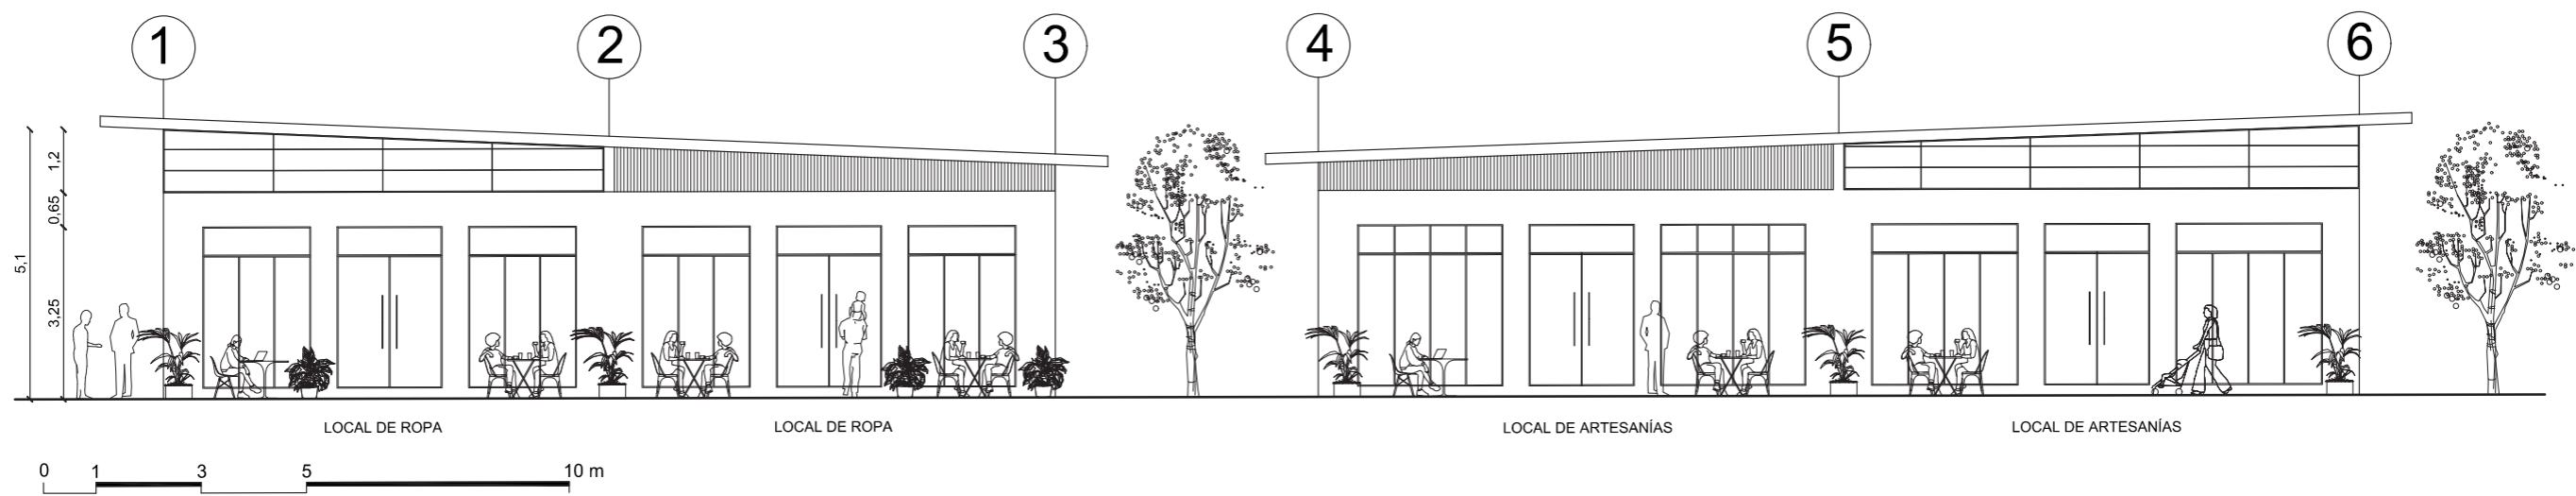 1
2
3
4
5
6
1,2
0,65
5,1
3,25
LOCAL DE ROPA
LOCAL DE ROPA
LOCAL DE ARTESANÍAS
LOCAL DE ARTESANÍAS
0 1 3 5 10 m